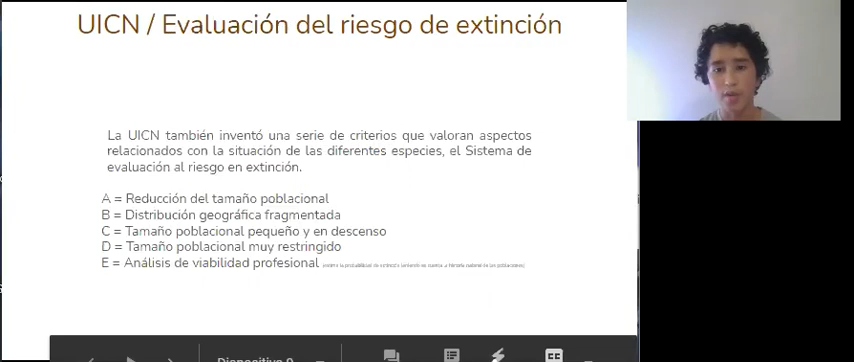 UICN / Evaluación del riesgo de extinción
La UICN también inventó una serie de criterios que valoran aspectos
relacionados con la situación de las diferentes especies, el Sistema de
evaluación al riesgo en extinción.
A = Reducción del tamaño poblacional
B = Distribución geográfica fragmentada
C = Tamaño poblacional pequeño y en descenso
D = Tamaño poblacional muy restringido
E = Análisis de viabilidad profesional
Diapositiva 9
CC